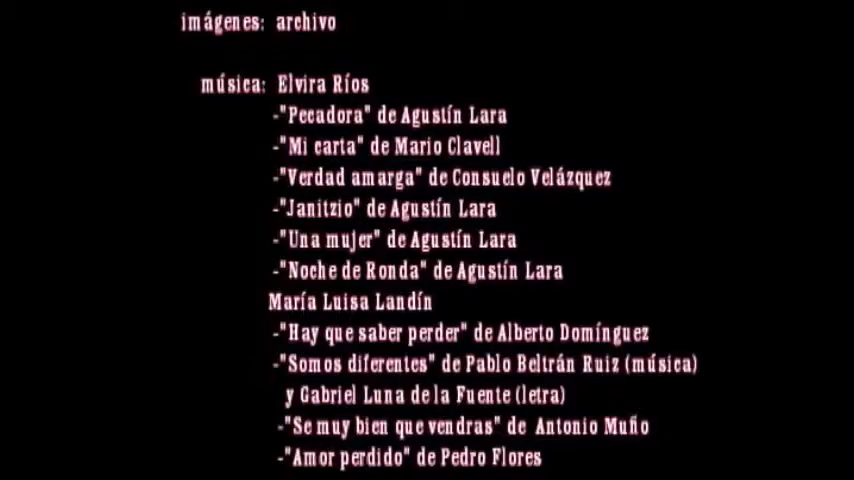 imágenes: archivo
música: Elvira Ríos
-"Pecadora" de Agustín Lara
-"Mi carta" de Mario Clavell
-"Verdad amarga" de Consuelo Velázquez
-"Janitzio" de Agustín Lara
-"Una mujer" de Agustín Lara
-"Noche de Ronda" de Agustín Lara
María Luisa Landín
-"Hay que saber perder" de Alberto Domínguez
-"Somos diferentes" de Pablo Beltrán Ruiz (música)
y Gabriel Luna de la Fuente (letra)
-"Se muy bien que vendras" de Antonio Muño
-"Amor perdido" de Pedro Flores